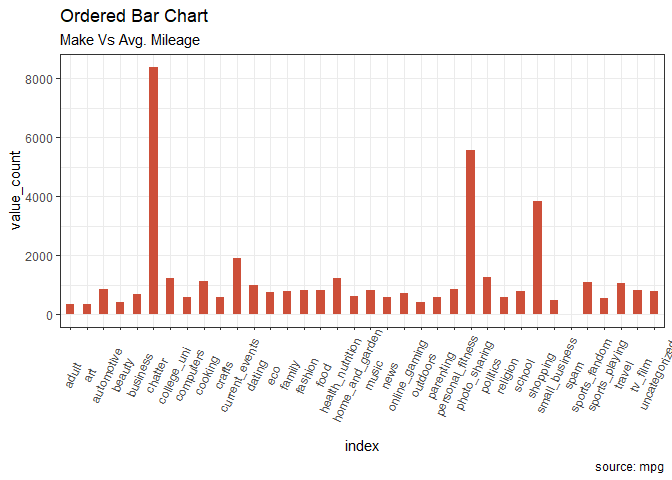 Ordered Bar Chart
Make Vs Avg. Mileage
value_count
8000
6000
4000
2000
0
adult
art
automotive
beauty
business
chatter
college_uni
computers
cooking
crafts
current_events
dating
eco
family
fashion
food
health_nutrition
home_and_garden
music
news
online_gaming
outdoors
parenting
personal_fitness
photo_sharing
politics
religion
school
shopping
small_business
spam
sports_fandom
sports_playing
travel
tv_film
uncategorized
index
source: mpg